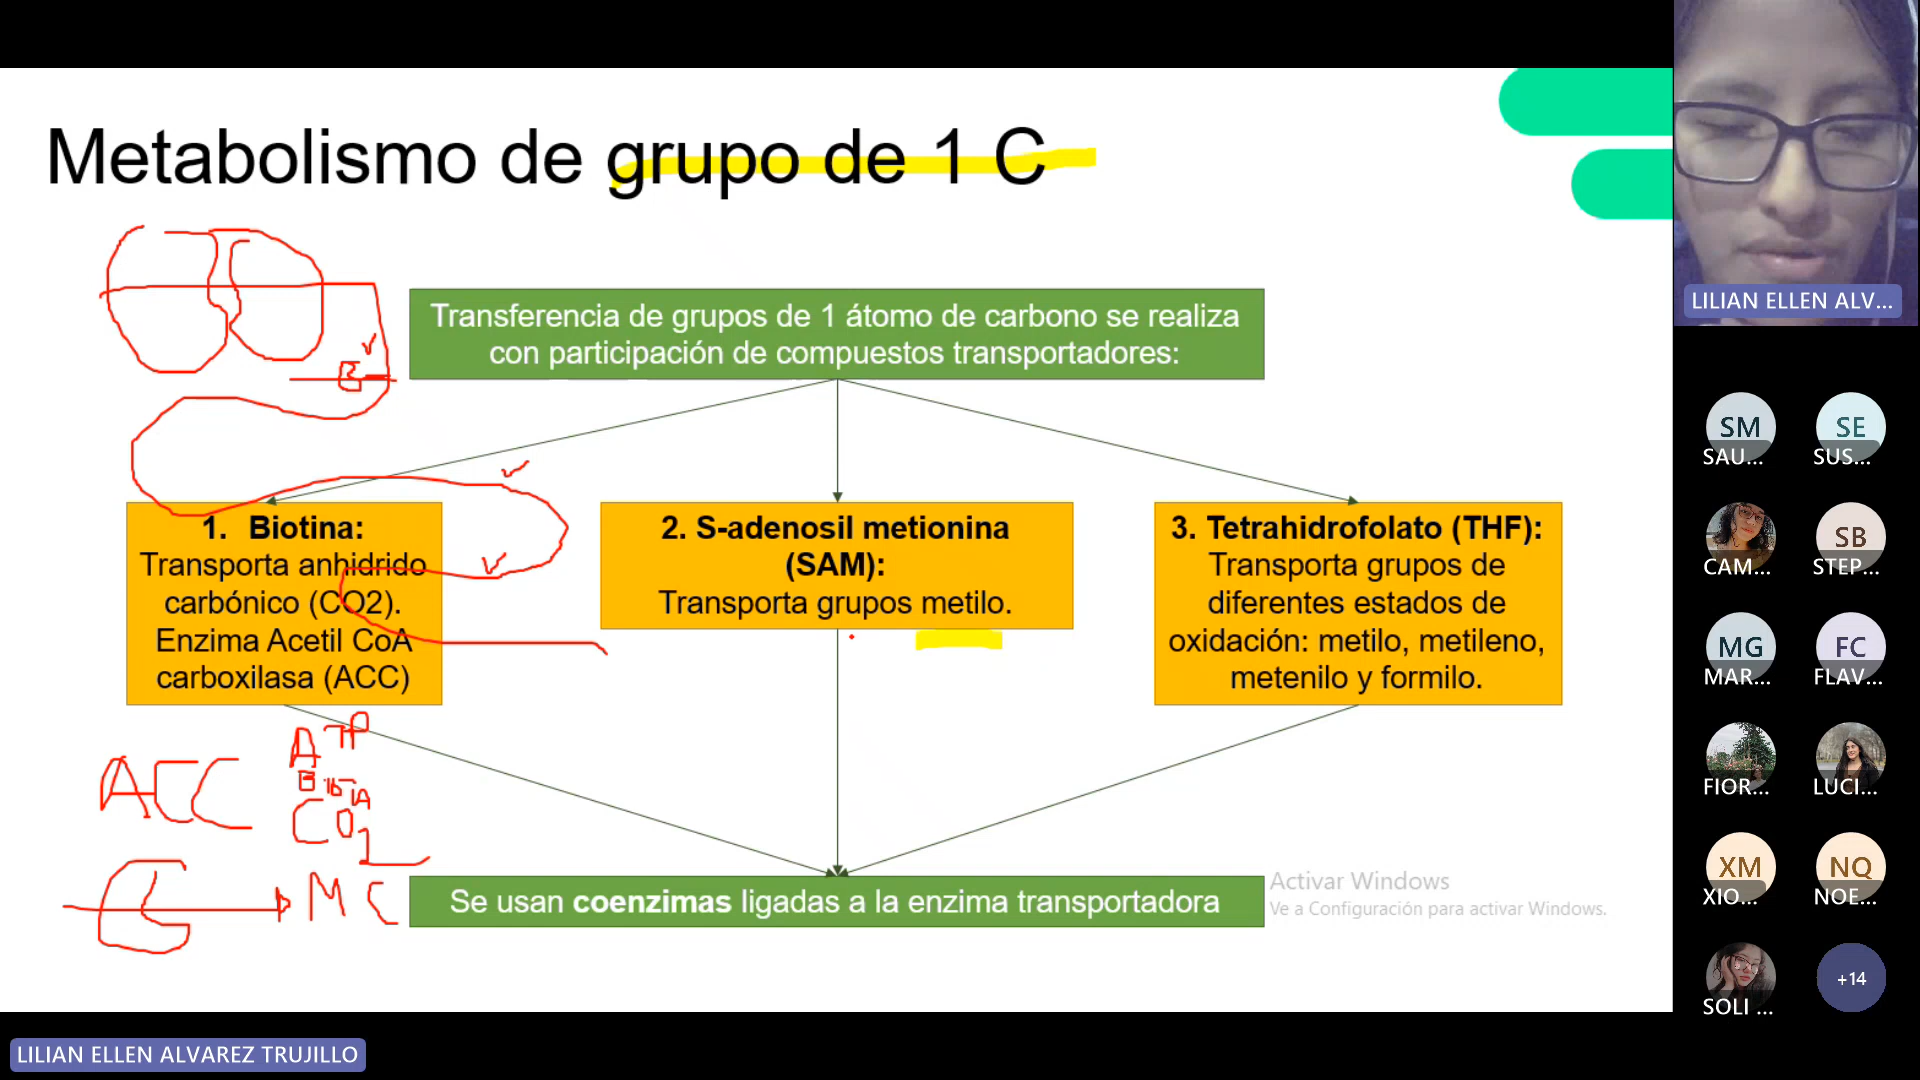 Metabolismo de grupo de 1 C
Transferencia de grupos de 1 átomo de carbono se realiza
con participación de compuestos transportadores:
B
1. Biotina:
Transporta anhidrido
carbónico (CO2).
Enzima Acetil CoA
carboxilasa (ACC)
2. S-adenosil metionina
(SAM):
Transporta grupos metilo.
3. Tetrahidrofolato (THF):
Transporta grupos de
diferentes estados de
oxidación: metilo, metileno,
metenilo y formilo.
ACC
ATP
CO2
MC
Se usan coenzimas ligadas a la enzima transportadora
Activar Windows
Ve a Configuración para activar Windows.
LILIAN ELLEN ALV...
SM
SAU...
SE
SUS...
CAM...
SB
STEP...
MG
MAR...
FC
FLAV...
FIOR...
LUCI...
XM
XIO...
NQ
NOE...
SOLI ...
+14
LILIAN ELLEN ALVAREZ TRUJILLO